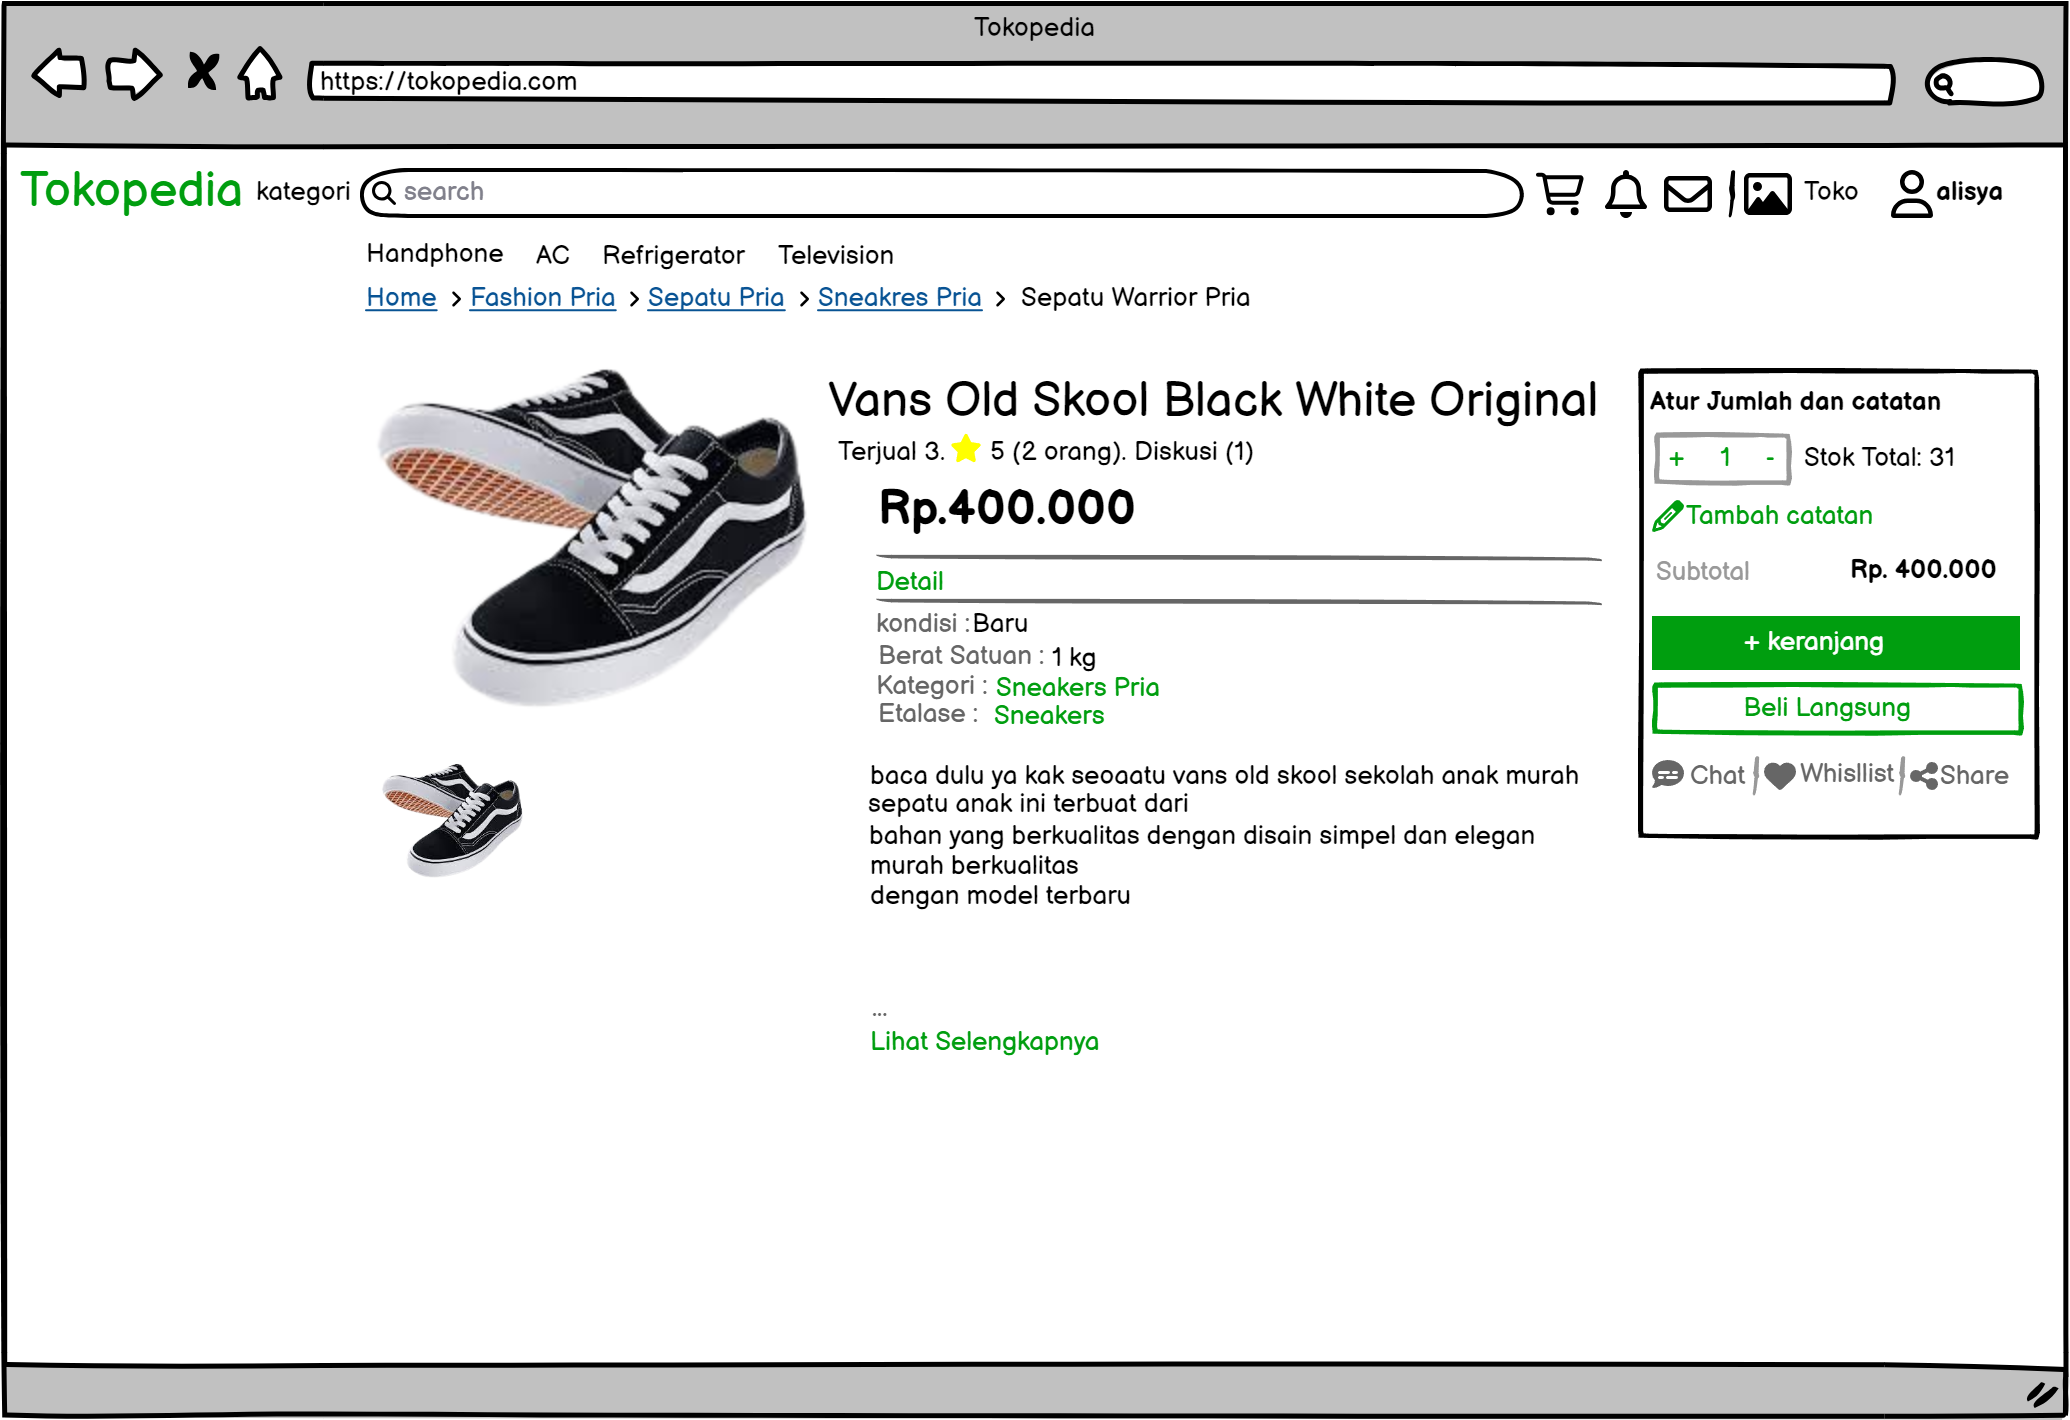 Tokopedia
https://tokopedia.com
Tokopedia kategori search Toko alisya
Handphone AC Refrigerator Television
Home > Fashion Pria > Sepatu Pria > Sneakres Pria > Sepatu Warrior Pria
Vans Old Skool Black White Original
Terjual 3. 5 (2 orang). Diskusi (1)
Rp.400.000
Detail
kondisi : Baru
Berat Satuan : 1 kg
Kategori : Sneakers Pria
Etalase : Sneakers
baca dulu ya kak seoaatu vans old skool sekolah anak murah
sepatu anak ini terbuat dari
bahan yang berkualitas dengan disain simpel dan elegan
murah berkualitas
dengan model terbaru
...
Lihat Selengkapnya
Atur Jumlah dan catatan
+ 1 - Stok Total: 31
Tambah catatan
Subtotal Rp. 400.000
+ keranjang
Beli Langsung
Chat Whisllist Share